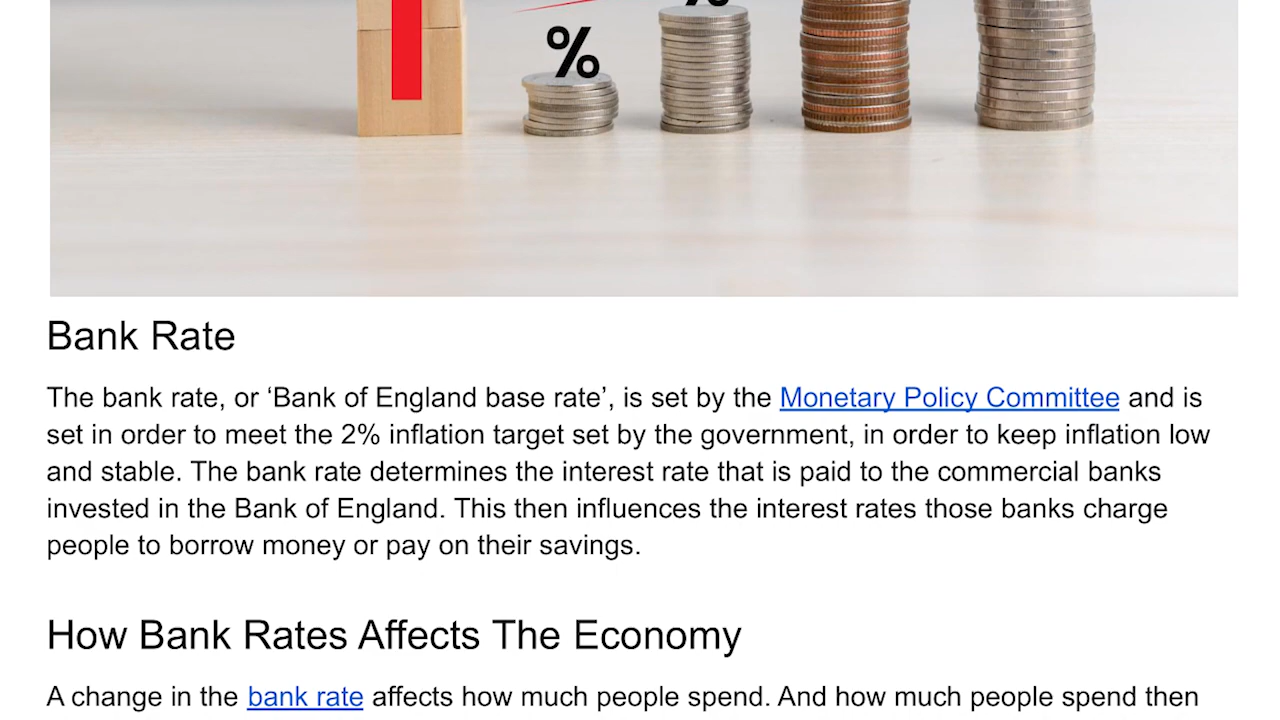 %
%
Bank Rate
The bank rate, or ‘Bank of England base rate’, is set by the Monetary Policy Committee and is
set in order to meet the 2% inflation target set by the government, in order to keep inflation low
and stable. The bank rate determines the interest rate that is paid to the commercial banks
invested in the Bank of England. This then influences the interest rates those banks charge
people to borrow money or pay on their savings.
How Bank Rates Affects The Economy
A change in the bank rate affects how much people spend. And how much people spend then